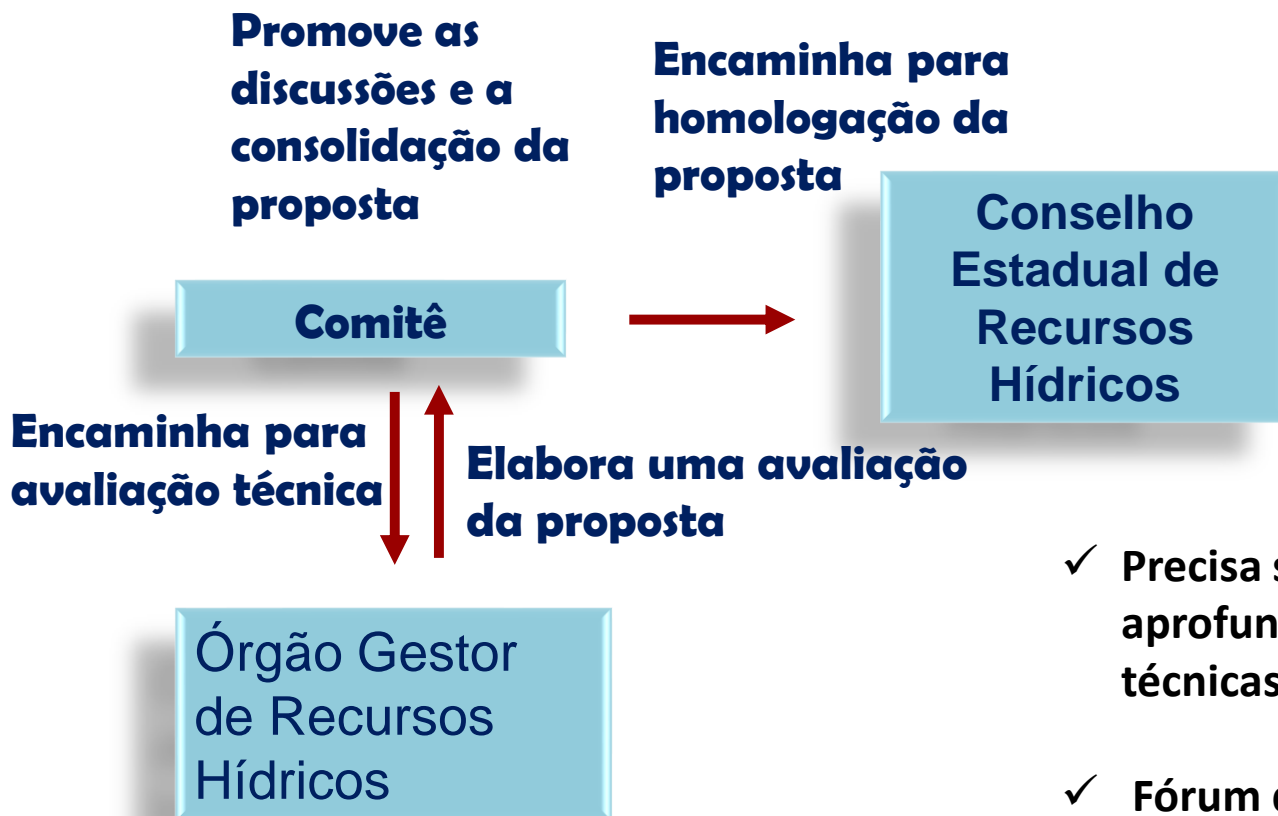 Promove as
discussões e a
consolidação da
proposta
Encaminha para
homologação da
proposta
Conselho
Estadual de
Recursos
Hídricos
Comitê
Encaminha para
avaliação técnica
Elabora uma avaliação
da proposta
Órgão Gestor
de Recursos
Hídricos
✓ Precisa
técnicas
✓ Fórum